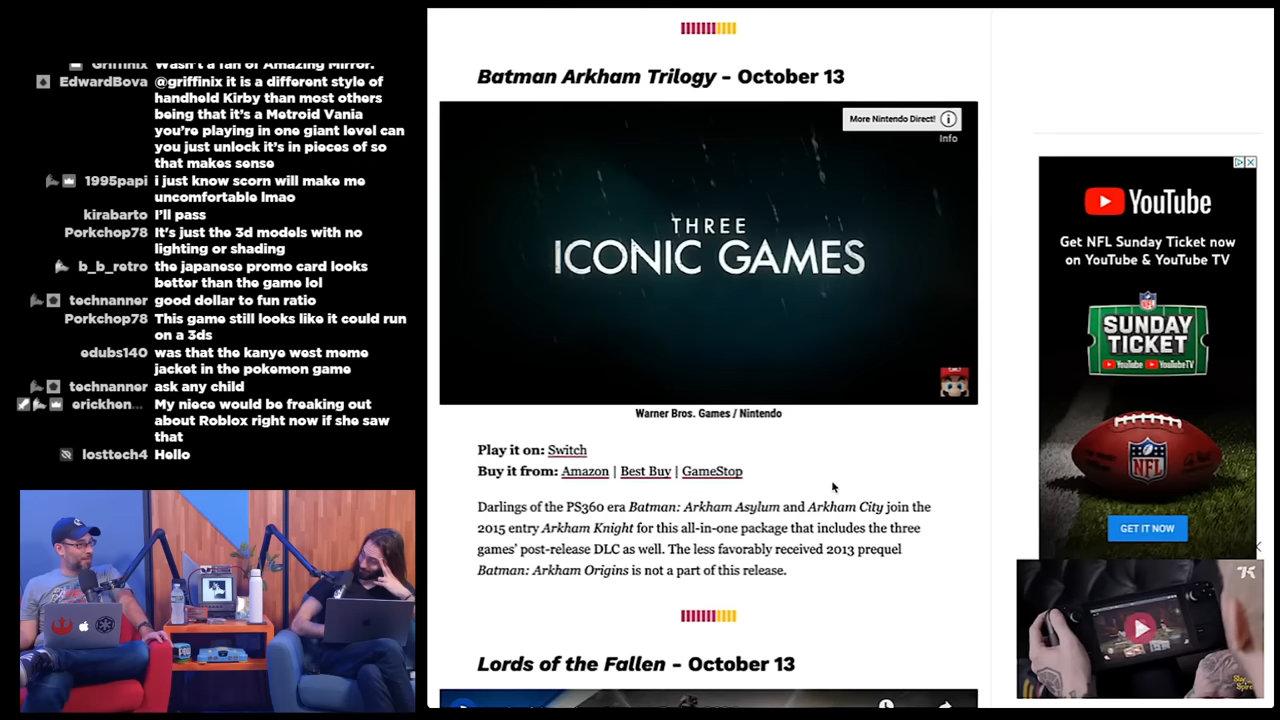 Griffinix Wasn't a fan of Amazing Mirror.
EdwardBova @griffinix it is a different style of
handheld Kirby than most others
being that it's a Metroid Vania
you're playing in one giant level can
you just unlock it's in pieces of so
that makes sense
1995papi i just know scorn will make me
uncomfortable lmao
kirabarto I'll pass
Porkchop78 It's just the 3d models with no
lighting or shading
b_b_retro the japanese promo card looks
better than the game lol
technanner good dollar to fun ratio
Porkchop78 This game still looks like it could run
on a 3ds
edubs140 was that the kanye west meme
jacket in the pokemon game
technanner ask any child
erickhen... My niece would be freaking out
about Roblox right now if she saw
that
losttech4 Hello
Batman Arkham Trilogy - October 13
More Nintendo Direct!
Info
THREE
ICONIC GAMES
Warner Bros. Games / Nintendo
Play it on: Switch
Buy it from: Amazon | Best Buy | GameStop
Darlings of the PS360 era Batman: Arkham Asylum and Arkham City join the
2015 entry Arkham Knight for this all-in-one package that includes the three
games' post-release DLC as well. The less favorably received 2013 prequel
Batman: Arkham Origins is not a part of this release.
Lords of the Fallen - October 13
YouTube
Get NFL Sunday Ticket now
on YouTube & YouTube TV
NFL
SUNDAY
TICKET
YouTube YouTubeTV
NFL
GET IT NOW
Slay the Spire